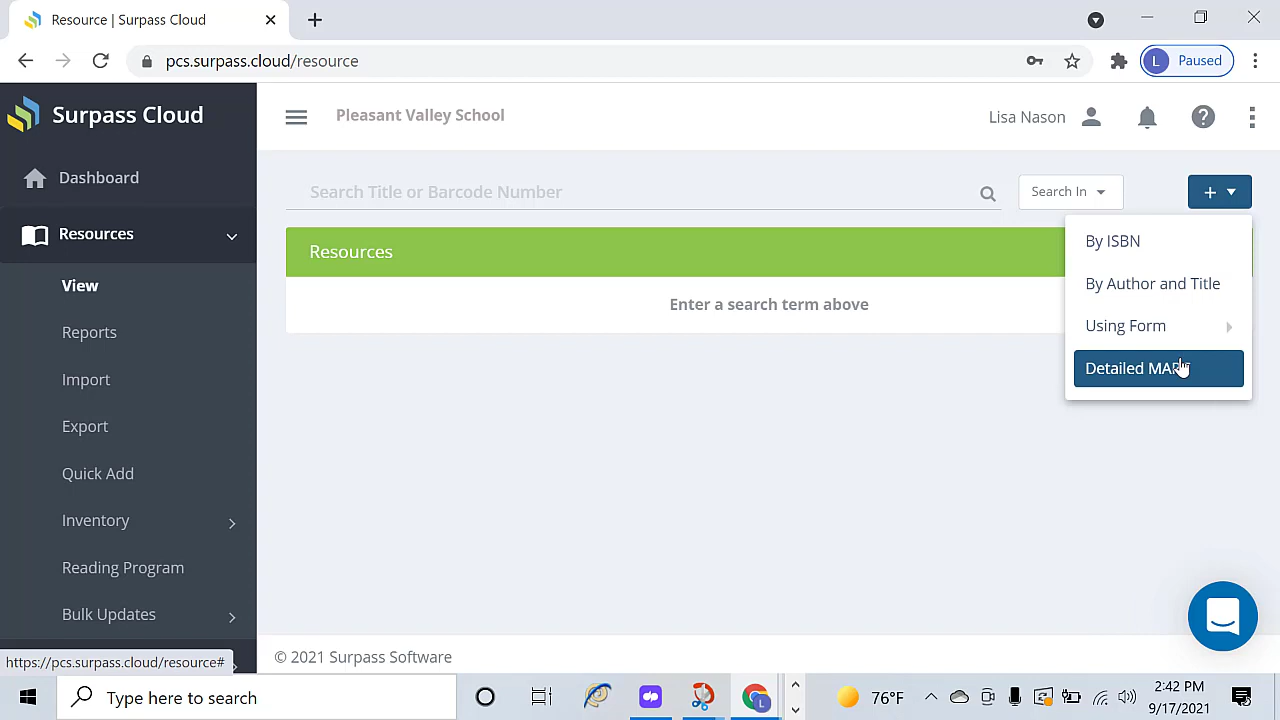 Resource | Surpass Cloud
pcs.surpass.cloud/resource
L Paused
Surpass Cloud
Pleasant Valley School
Lisa Nason
Dashboard
Search Title or Barcode Number
Search In
+
Resources
Resources
By ISBN
View
By Author and Title
Enter a search term above
Reports
Using Form
Detailed MA
Import
Export
Quick Add
Inventory
Reading Program
Bulk Updates
https://pcs.surpass.cloud/resource#
© 2021 Surpass Software
Type here to search
L
76°F
2:42 PM
9/17/2021